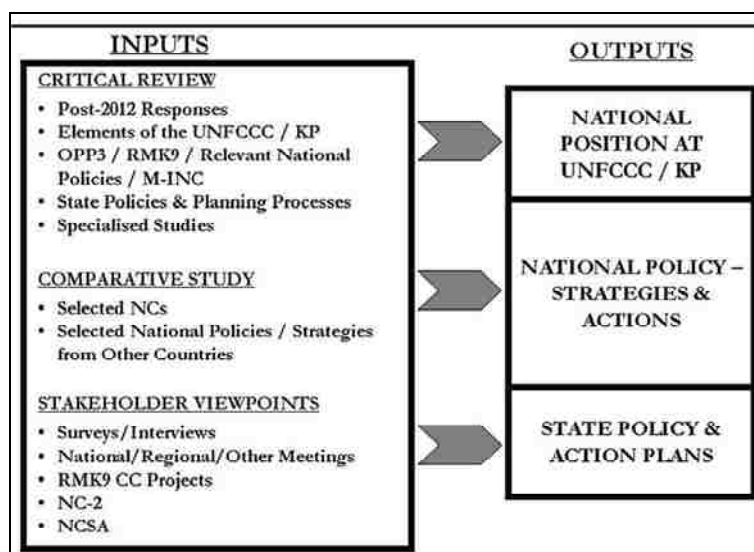 INPUTS
CRITICAL REVIEW
• Post-2012 Responses
• Elements of the UNFCCC / KP
• OPP3 / RMK9 / Relevant National
Policies / M-INC
• State Policies & Planning Processes
• Specialised Studies
COMPARATIVE STUDY
• Selected NCs
• Selected National Policies / Strategies
from Other Countries
STAKEHOLDER VIEWPOINTS
• Surveys/Interviews
• National/Regional/Other Meetings
• RMK9 CC Projects
• NC-2
• NCSA
OUTPUTS
NATIONAL
POSITION AT
UNFCCC / KP
NATIONAL POLICY –
STRATEGIES &
ACTIONS
STATE POLICY &
ACTION PLANS